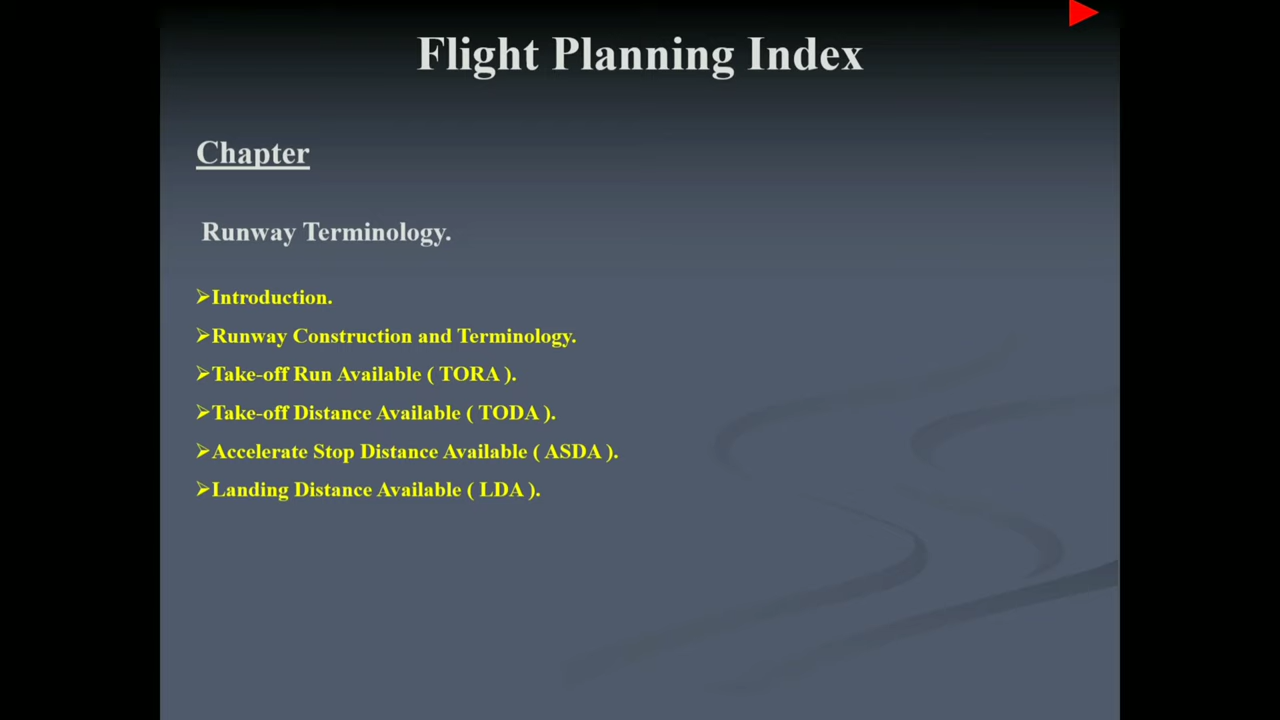 Flight Planning Index
Chapter
Runway Terminology.
➢Introduction.
➢Runway Construction and Terminology.
➢Take-off Run Available ( TORA ).
➢Take-off Distance Available ( TODA ).
➢Accelerate Stop Distance Available ( ASDA ).
➢Landing Distance Available ( LDA ).